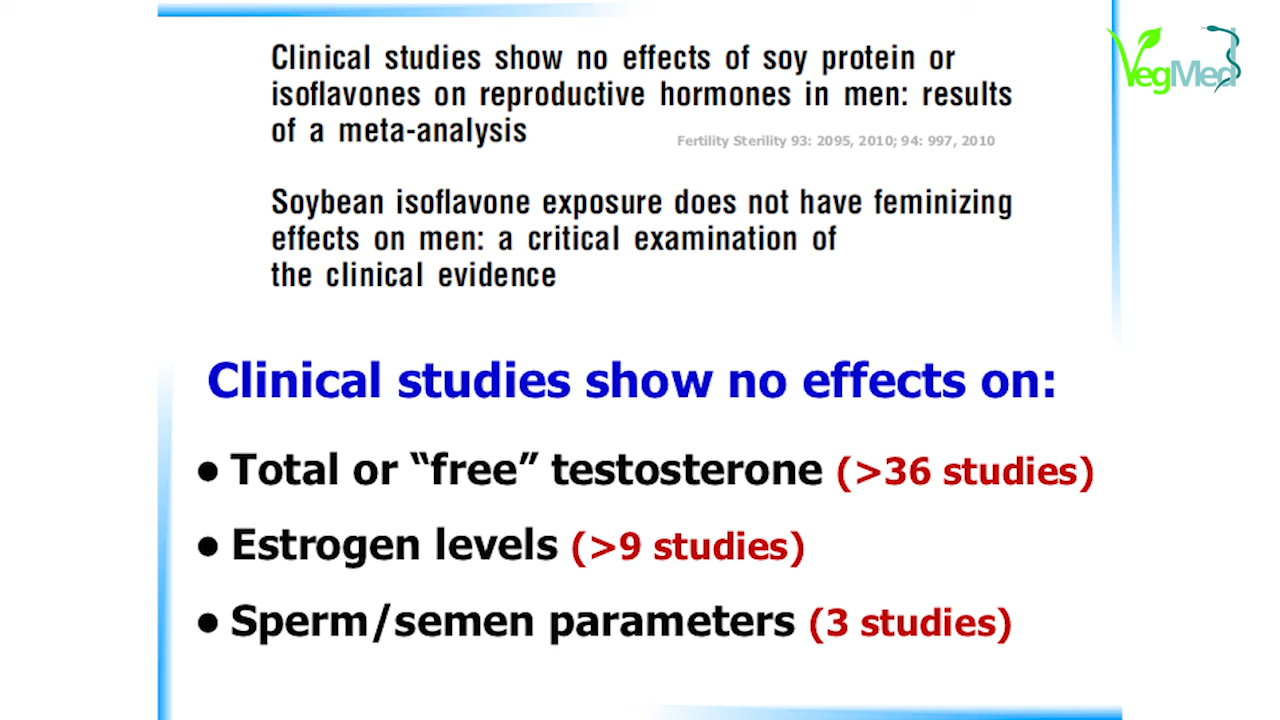 Clinical studies show no effects of soy protein or
isoflavones on reproductive hormones in men: results
of a meta-analysis
Fertility Sterility 93: 2095, 2010; 94: 997, 2010
VegMed
Soybean isoflavone exposure does not have feminizing
effects on men: a critical examination of
the clinical evidence
Clinical studies show no effects on:
● Total or “free” testosterone (>36 studies)
● Estrogen levels (>9 studies)
● Sperm/semen parameters (3 studies)